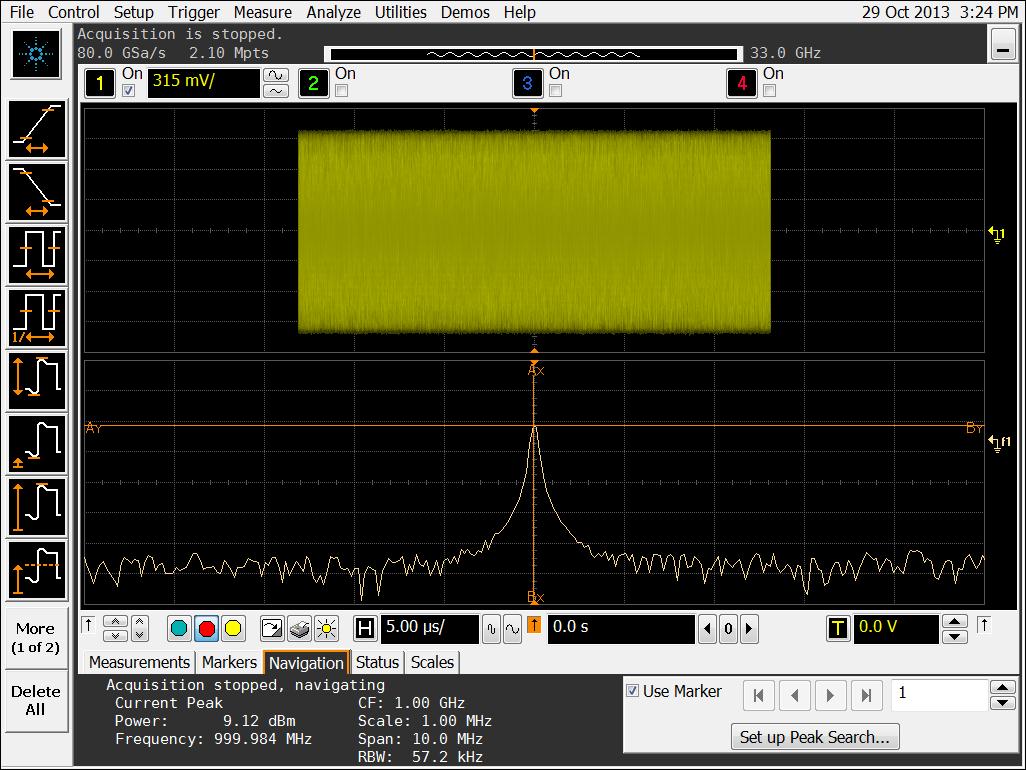 File Control Setup Trigger Measure Analyze Utilities Demos Help 29 Oct 2013 3:24 PM
Acquisition is stopped.
80.0 GSa/s 2.10 Mpts 33.0 GHz
1 On 315 mV/ 2 On 3 On 4 On
1
Ax
Ay By
f1
1/
Bx
More
(1 of 2)
Delete
All
H 5.00 µs/ 0.0 s 0 T 0.0 V
Measurements Markers Navigation Status Scales
Acquisition stopped, navigating
Current Peak CF: 1.00 GHz
Power: 9.12 dBm Scale: 1.00 MHz
Frequency: 999.984 MHz Span: 10.0 MHz
RBW: 57.2 kHz
Use Marker 1
Set up Peak Search...